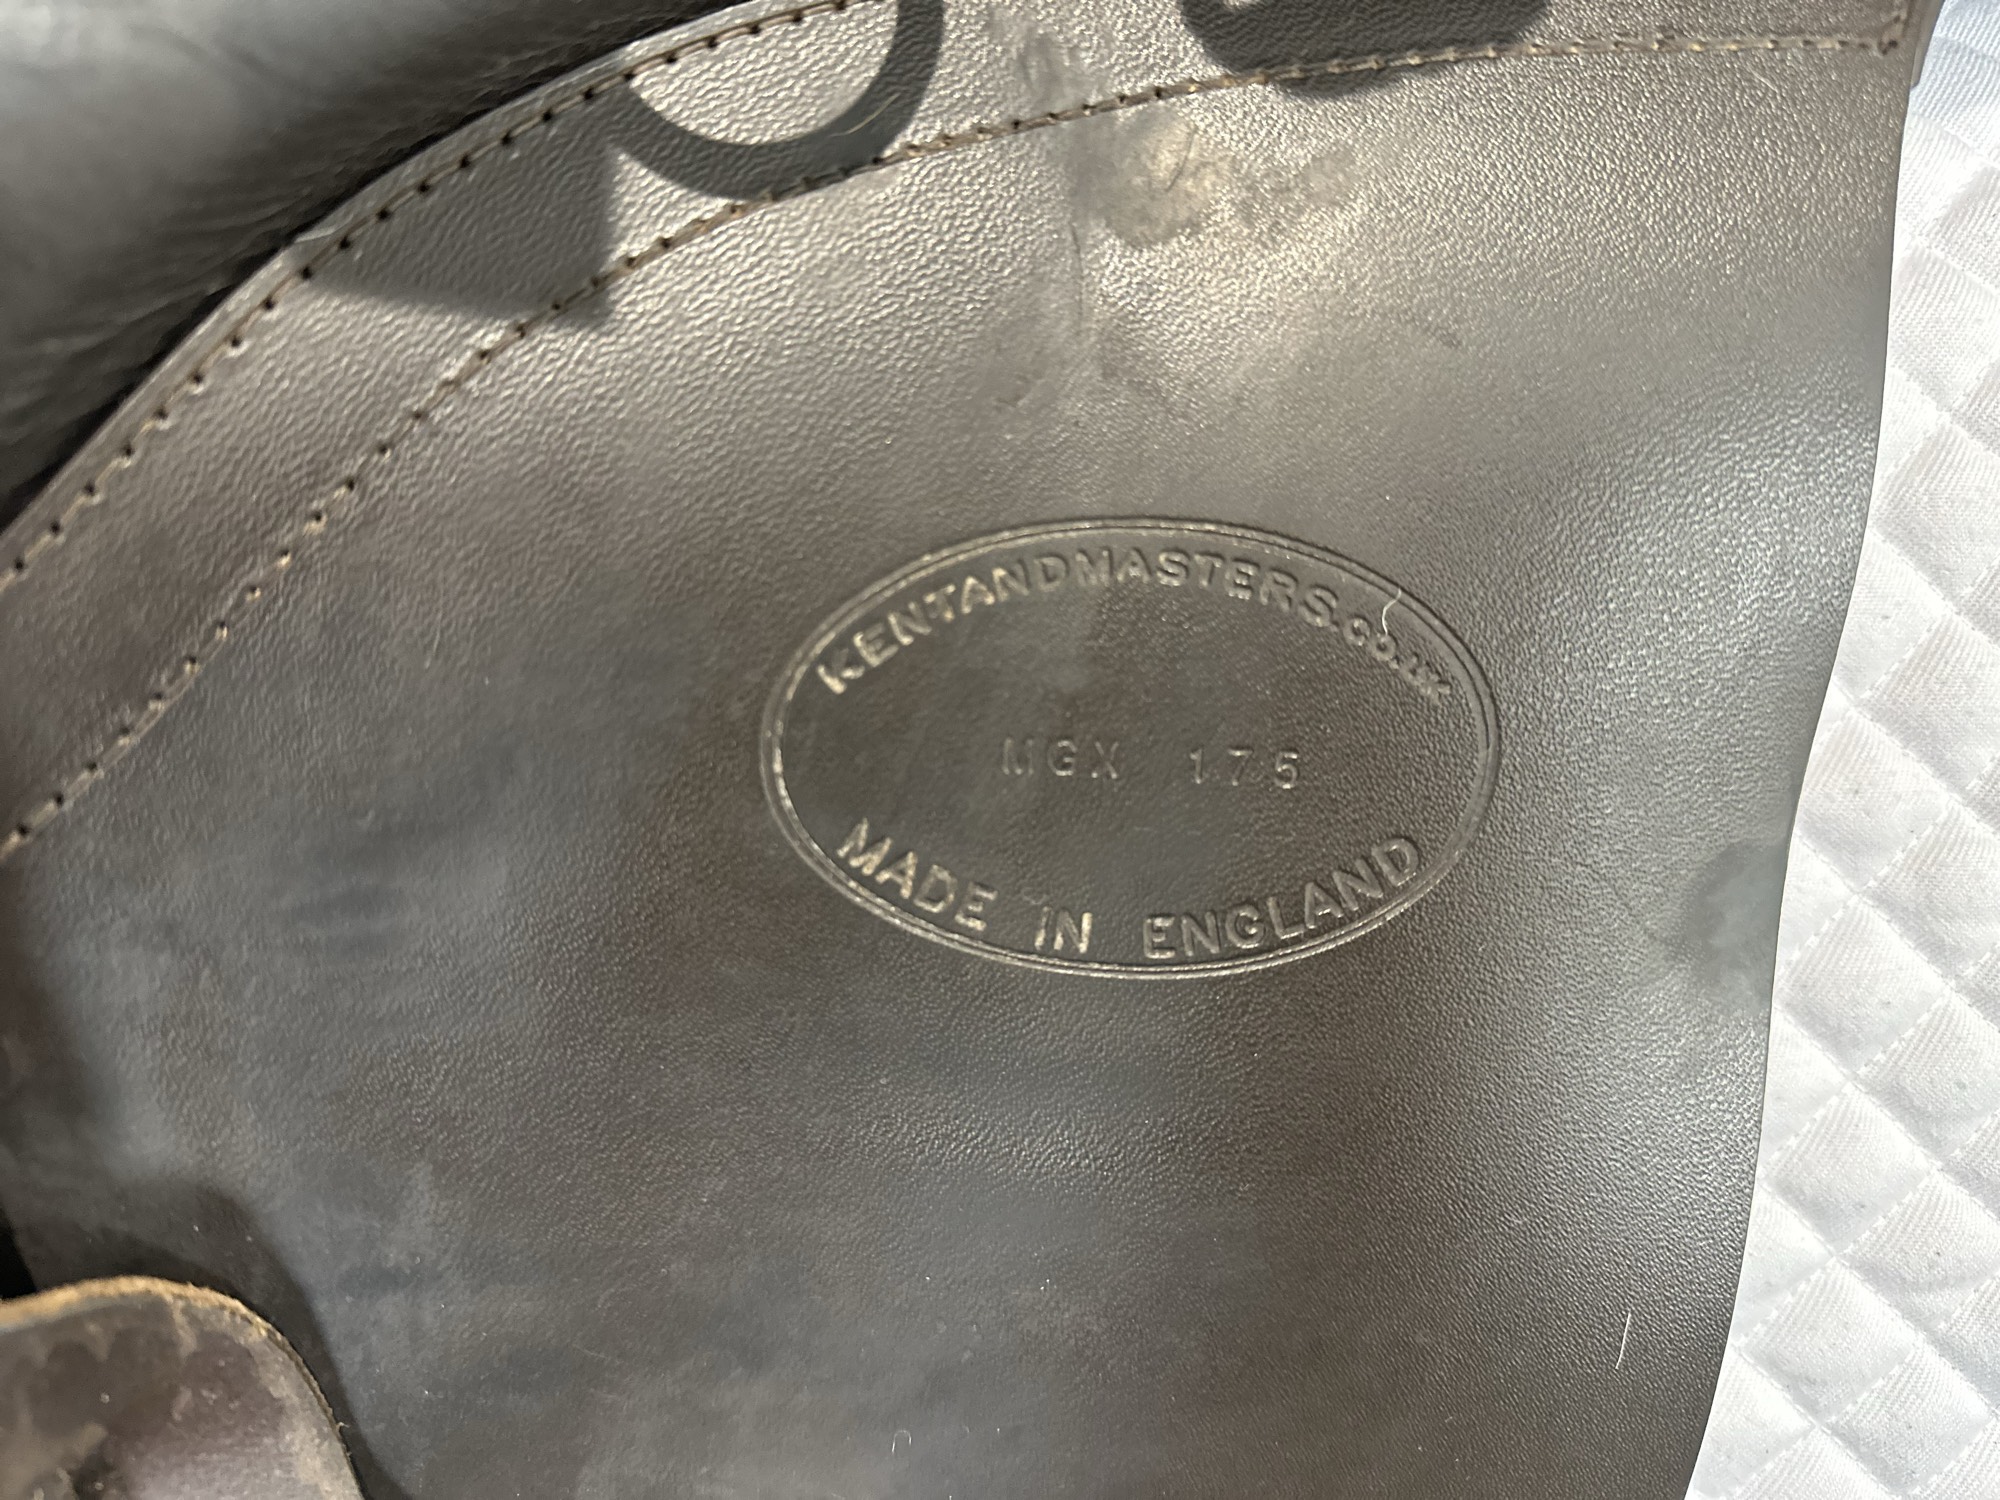 KENTANDMASTERS.CO.UK
MGX 175
MADE IN ENGLAND